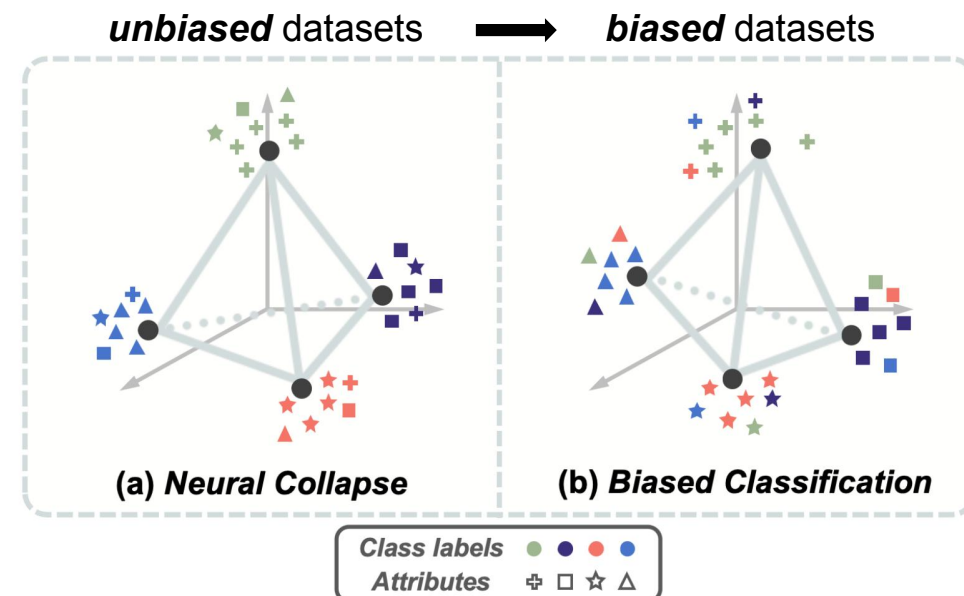 unbiased datasets biased datasets
(a) Neural Collapse (b) Biased Classification
Class labels
Attributes